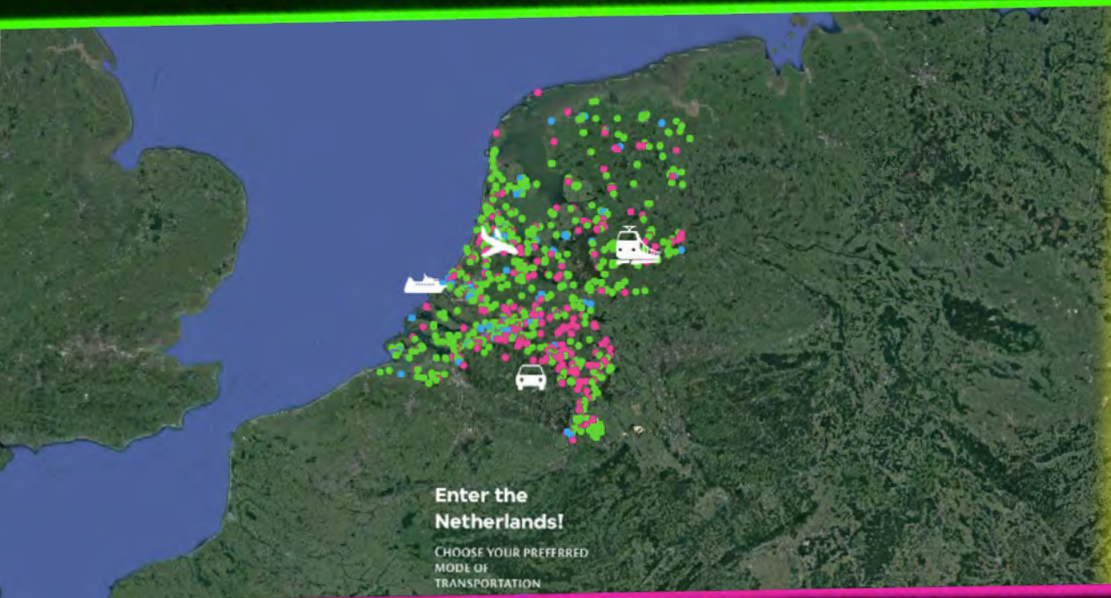 Enter the
Netherlands!
CHOOSE YOUR PREFERRED
MODE OF
TRANSPORTATION